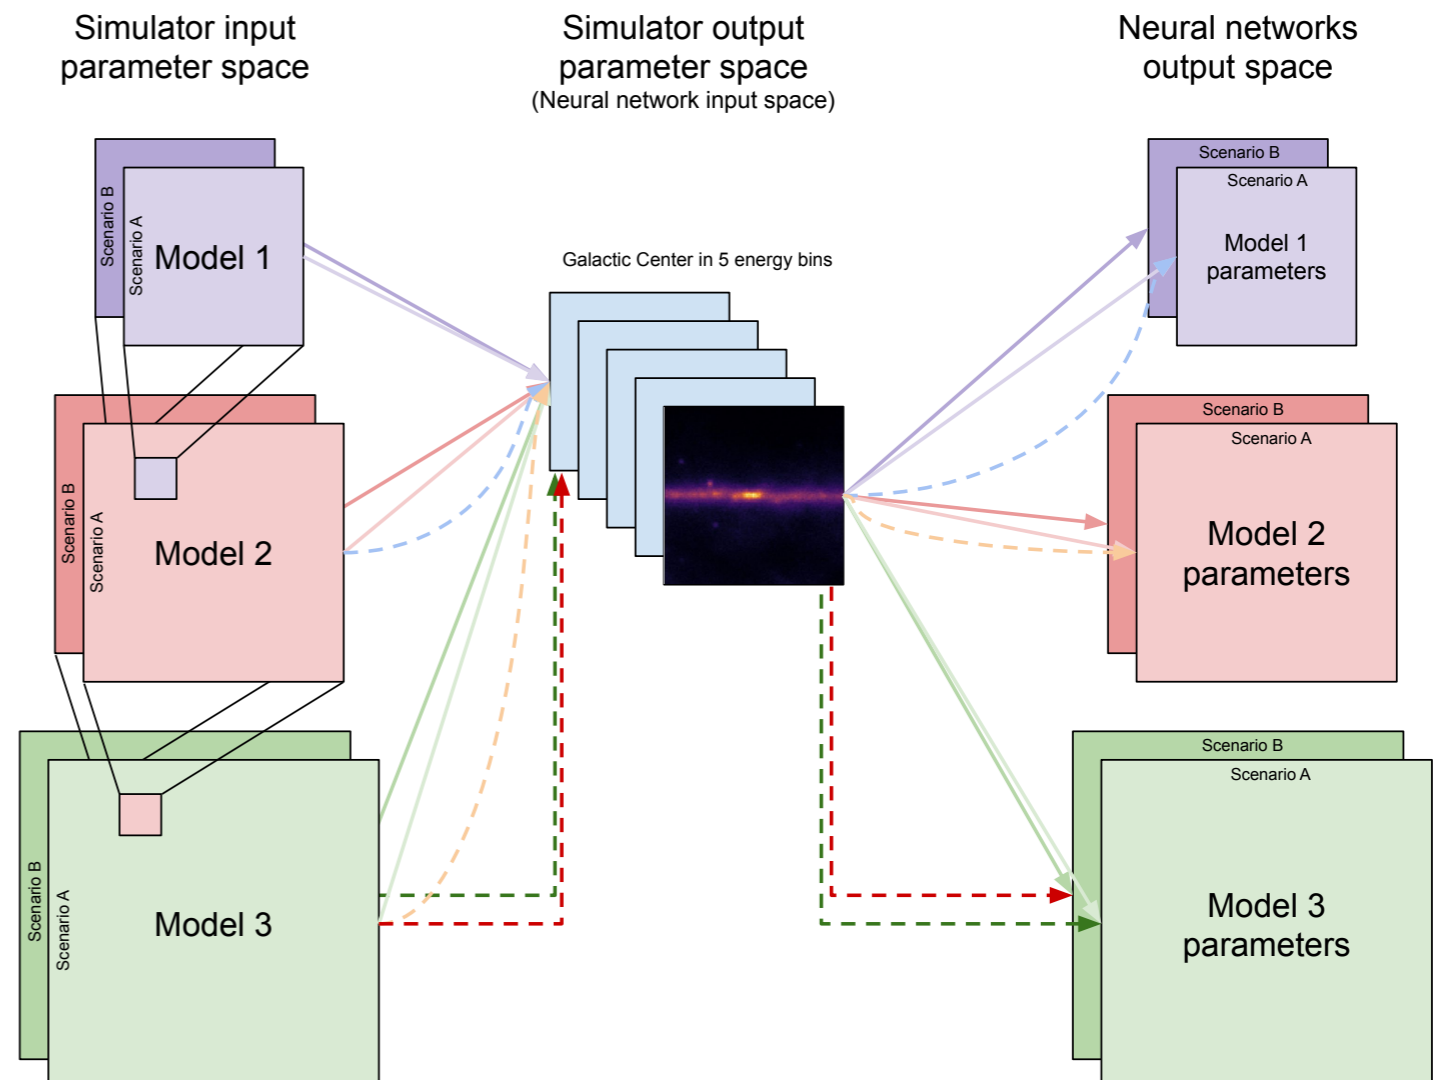 Simulator input
parameter space
Simulator output
parameter space
(Neural network input space)
Neural networks
output space
Scenario B
Scenario A
Model 1
Galactic Center in 5 energy bins
Scenario B
Scenario A
Model 1
parameters
Scenario B
Scenario A
Model 2
Scenario B
Scenario A
Model 2
parameters
Scenario B
Scenario A
Model 3
Scenario B
Scenario A
Model 3
parameters